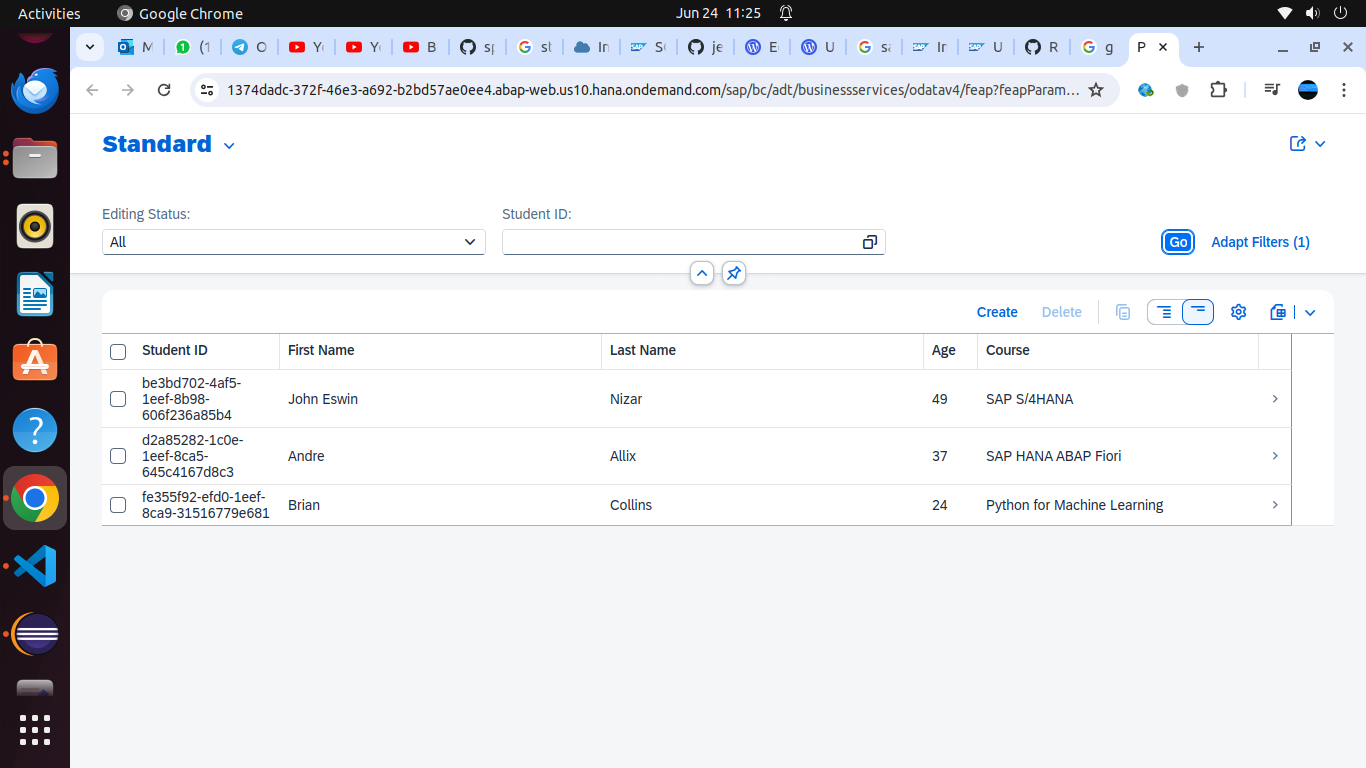 Activities Google Chrome Jun 24 11:25
M (1 O Y Y B sp st In S je E U sa In U R g P
1374dadc-372f-46e3-a692-b2bd57ae0ee4.abap-web.us10.hana.ondemand.com/sap/bc/adt/businessservices/odatav4/feap?feapParam...
Standard
Editing Status: Student ID:
All Go Adapt Filters (1)
Create Delete
Student ID First Name Last Name Age Course
be3bd702-4af5-
1eef-8b98- John Eswin Nizar 49 SAP S/4HANA
606f236a85b4
d2a85282-1c0e-
1eef-8ca5- Andre Allix 37 SAP HANA ABAP Fiori
645c4167d8c3
fe355f92-efd0-1eef- Brian Collins 24 Python for Machine Learning
8ca9-31516779e681